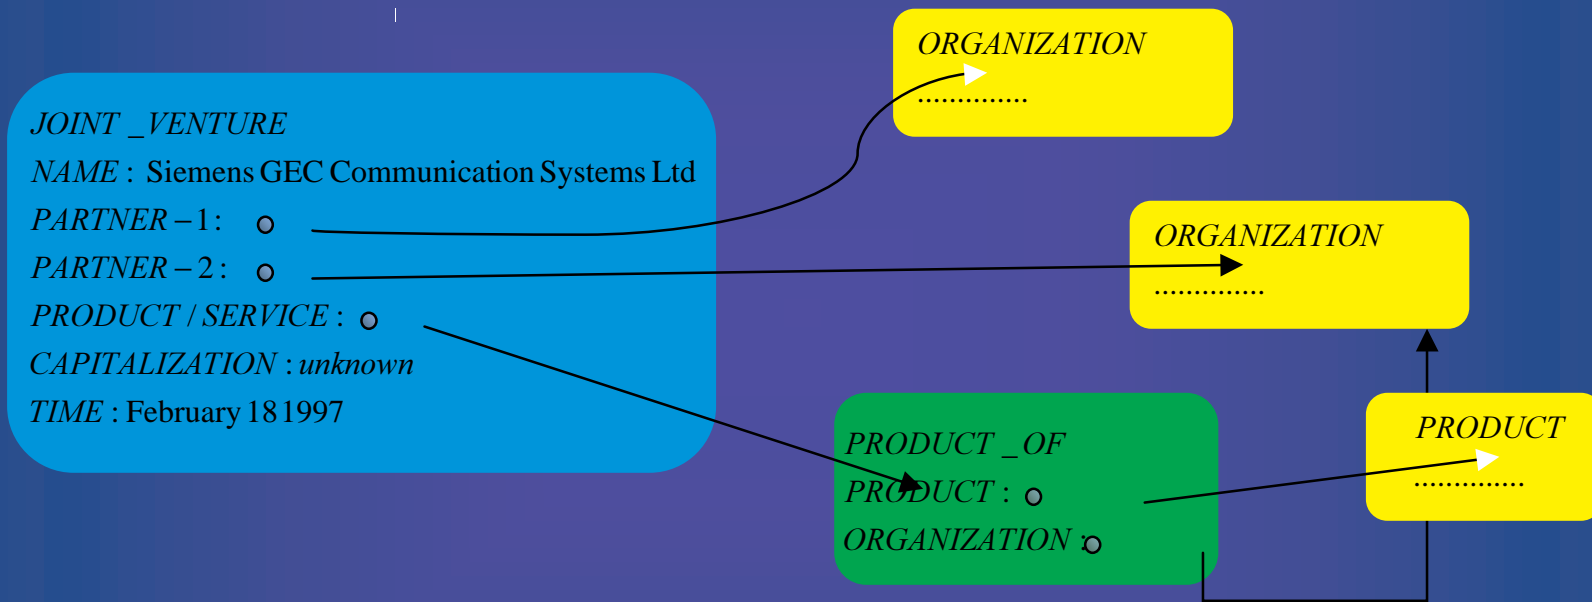 ORGANIZATION
..............
JOINT _VENTURE
NAME : Siemens GEC Communication Systems Ltd
PARTNER – 1 :
PARTNER – 2 :
PRODUCT / SERVICE :
CAPITALIZATION : unknown
TIME : February 18 1997
ORGANIZATION
..............
PRODUCT _OF
PRODUCT :
ORGANIZATION :
PRODUCT
..............